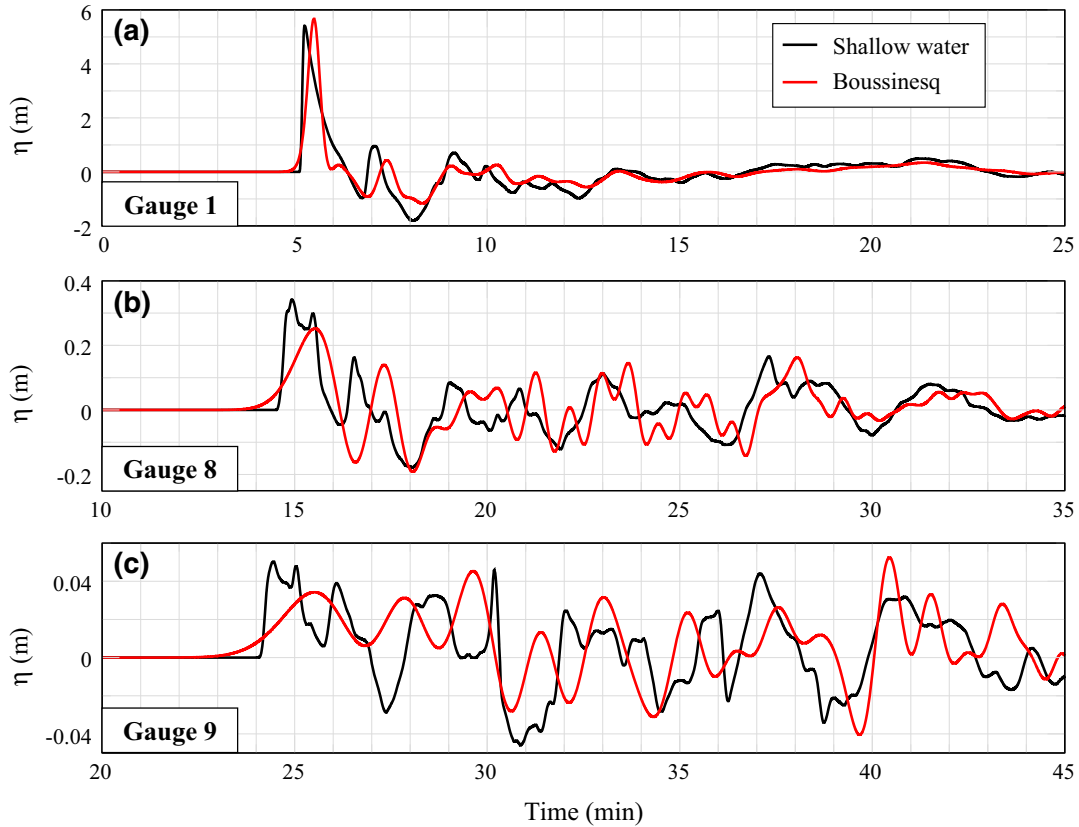 (a)
Shallow water
Boussinesq
Gauge 1
η (m)
6
4
2
0
-2
0 5 10 15 20 25
(b)
Gauge 8
η (m)
0.4
0.2
0
-0.2
10 15 20 25 30 35
(c)
Gauge 9
η (m)
0.04
0
-0.04
20 25 30 35 40 45
Time (min)